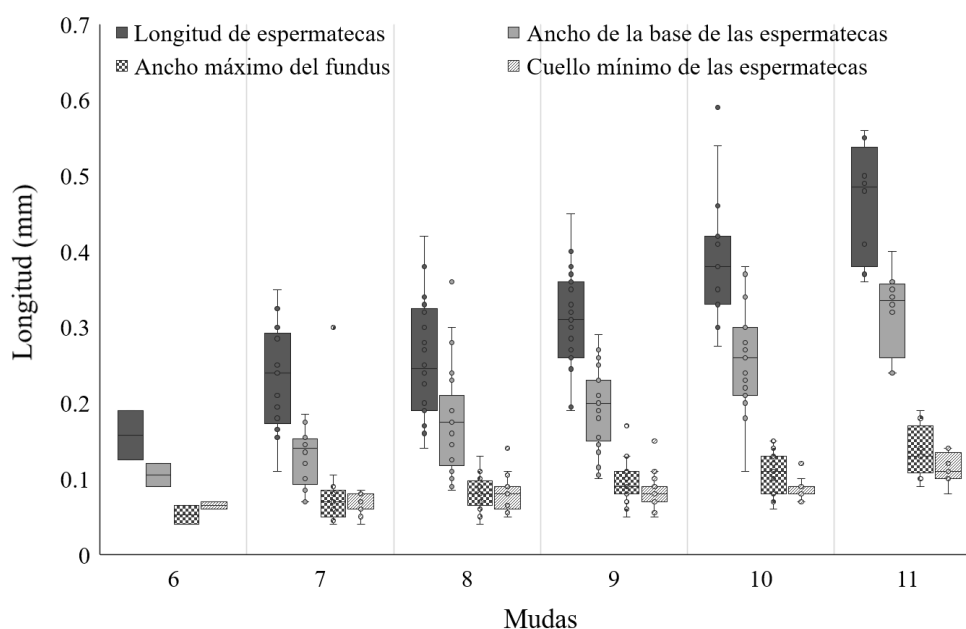 0.7
Longitud de espermatecas
Ancho de la base de las espermatecas
Ancho máximo del fundus
Cuello mínimo de las espermatecas
0.6
0.5
0.4
0.3
0.2
0.1
0
Longitud (mm)
6 7 8 9 10 11
Mudas